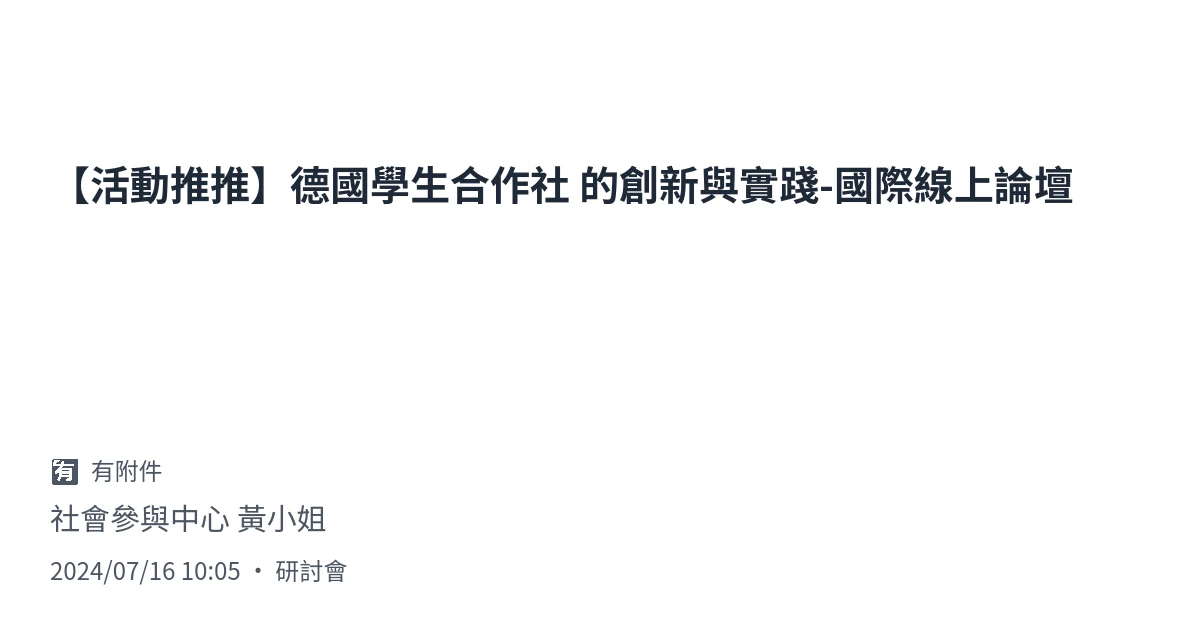 【活動推推】德國學生合作社 的創新與實踐-國際線上論壇
有 有附件
社會參與中心 黃小姐
2024/07/16 10:05 • 研討會